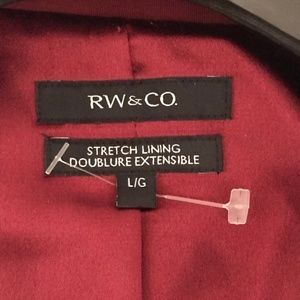 RW&CO.
STRETCH LINING
DOUBLURE EXTENSIBLE
L/G